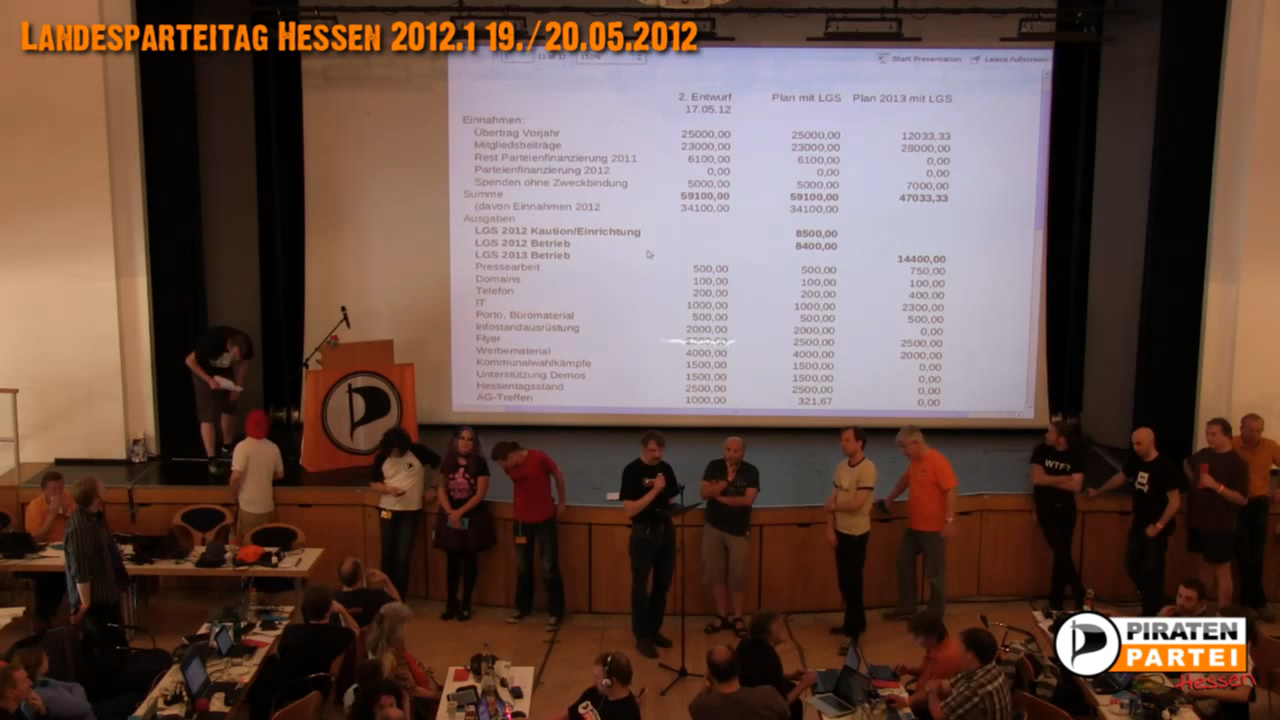 LANDESPARTEITAG HESSEN 2012.1 19./20.05.2012
Start Presentation Leave Fullscreen
2. Entwurf Plan mit LGS Plan 2013 mit LGS
17.05.12
Einnahmen:
Übertrag Vorjahr 25000,00 25000,00 12033,33
Mitgliedsbeiträge 23000,00 23000,00 28000,00
Rest Parteienfinanzierung 2011 6100,00 6100,00 0,00
Parteienfinanzierung 2012 0,00 0,00 0,00
Spenden ohne Zweckbindung 5000,00 5000,00 7000,00
Summe 59100,00 59100,00 47033,33
(davon Einnahmen 2012 34100,00 34100,00
Ausgaben
LGS 2012 Kaution/Einrichtung 8500,00
LGS 2012 Betrieb 8400,00
LGS 2013 Betrieb 14400,00
Pressearbeit 500,00 500,00 750,00
Domains 100,00 100,00 100,00
Telefon 200,00 200,00 400,00
IT 1000,00 1000,00 2300,00
Porto, Büromaterial 500,00 500,00 500,00
Infostandausrüstung 2000,00 2000,00 0,00
Flyer 2500,00 2500,00
Werbematerial 4000,00 4000,00 2000,00
Kommunalwahlkämpfe 1500,00 1500,00 0,00
Unterstützung Demos 1500,00 1500,00 0,00
Hessentagsstand 2500,00 2500,00 0,00
AG-Treffen 1000,00 321,67 0,00
WTF?
PIRATEN
PARTEI
Hessen